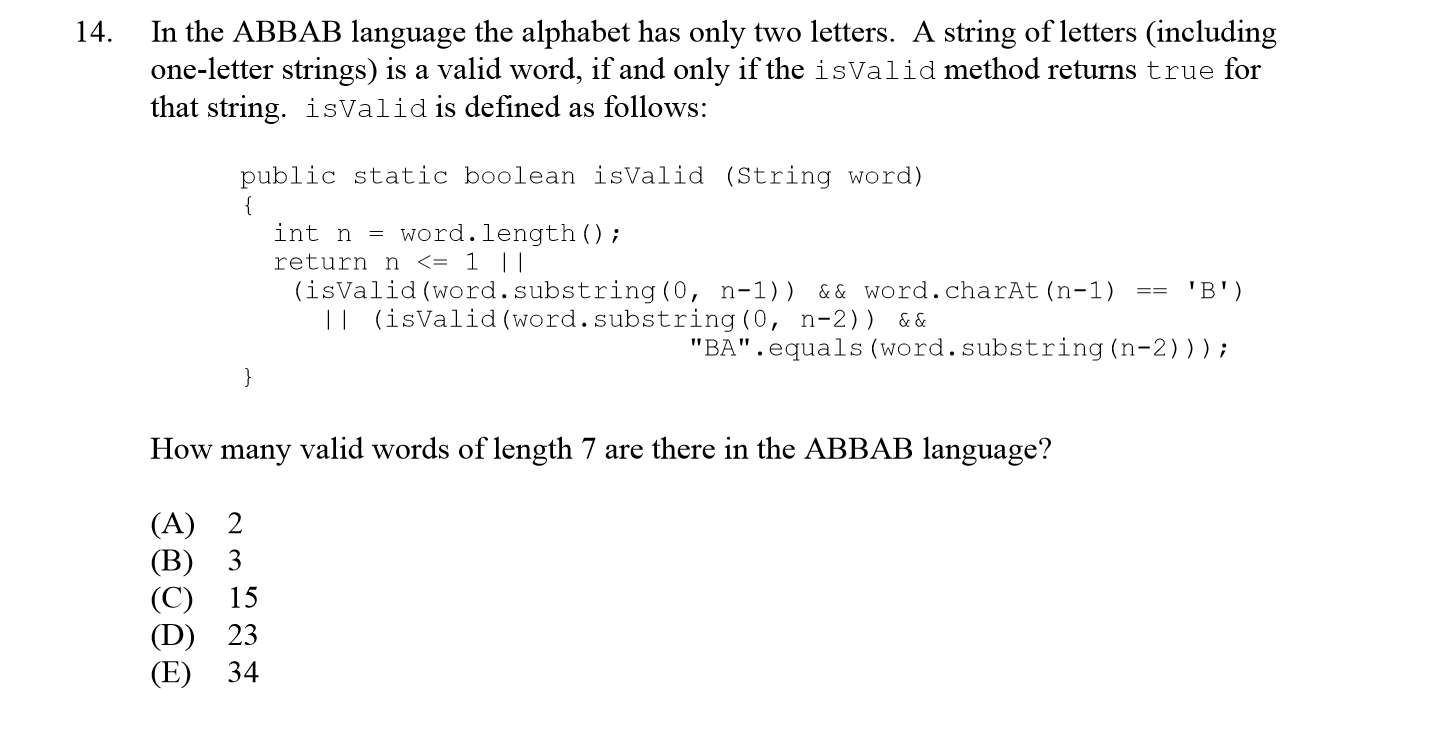 14. In the ABBAB language the alphabet has only two letters. A string of letters (including
one-letter strings) is a valid word, if and only if the isValid method returns true for
that string. isValid is defined as follows:
public static boolean isValid (String word)
{
int n = word.length();
return n <= 1 ||
(isValid(word.substring(0, n-1)) && word.charAt(n-1) == 'B')
|| (isValid(word.substring(0, n-2)) &&
"BA".equals(word.substring(n-2)));
}
How many valid words of length 7 are there in the ABBAB language?
(A) 2
(B) 3
(C) 15
(D) 23
(E) 34